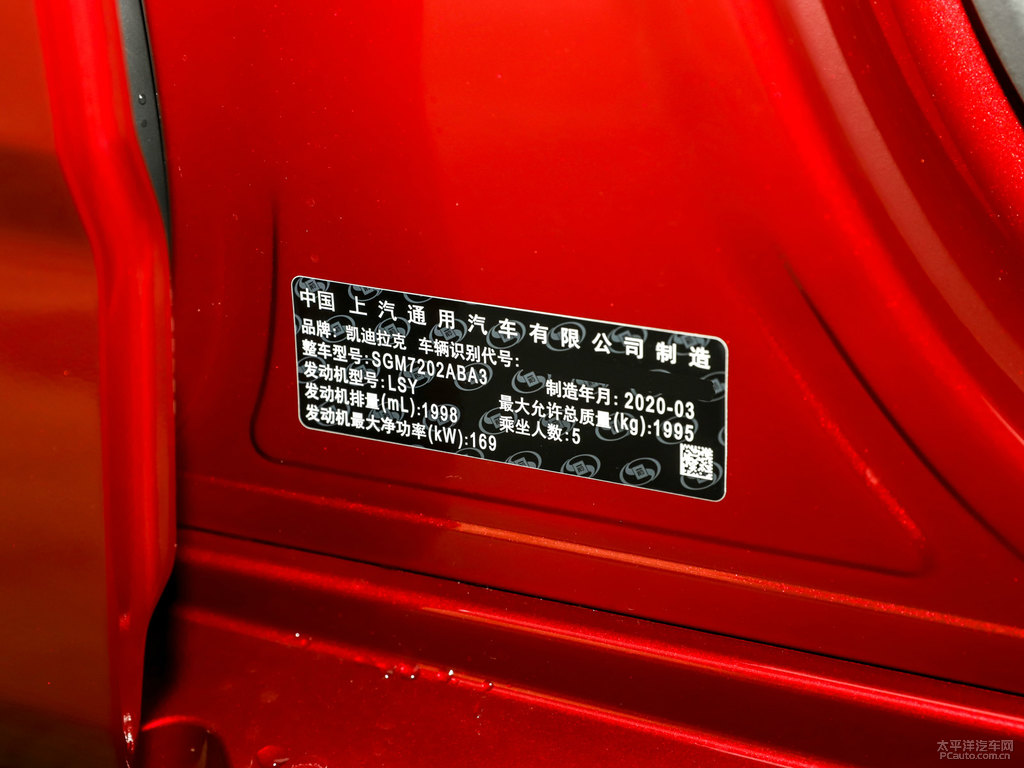 中国 上汽通用汽车有限公司制造
品牌: 凯迪拉克 车辆识别代号:
整车型号:SGM7202ABA3 制造年月: 2020-03
发动机型号:LSY 最大允许总质量(kg):1995
发动机排量(mL):1998 乘坐人数:5
发动机最大净功率(kW):169
太平洋汽车网
PCauto.com.cn